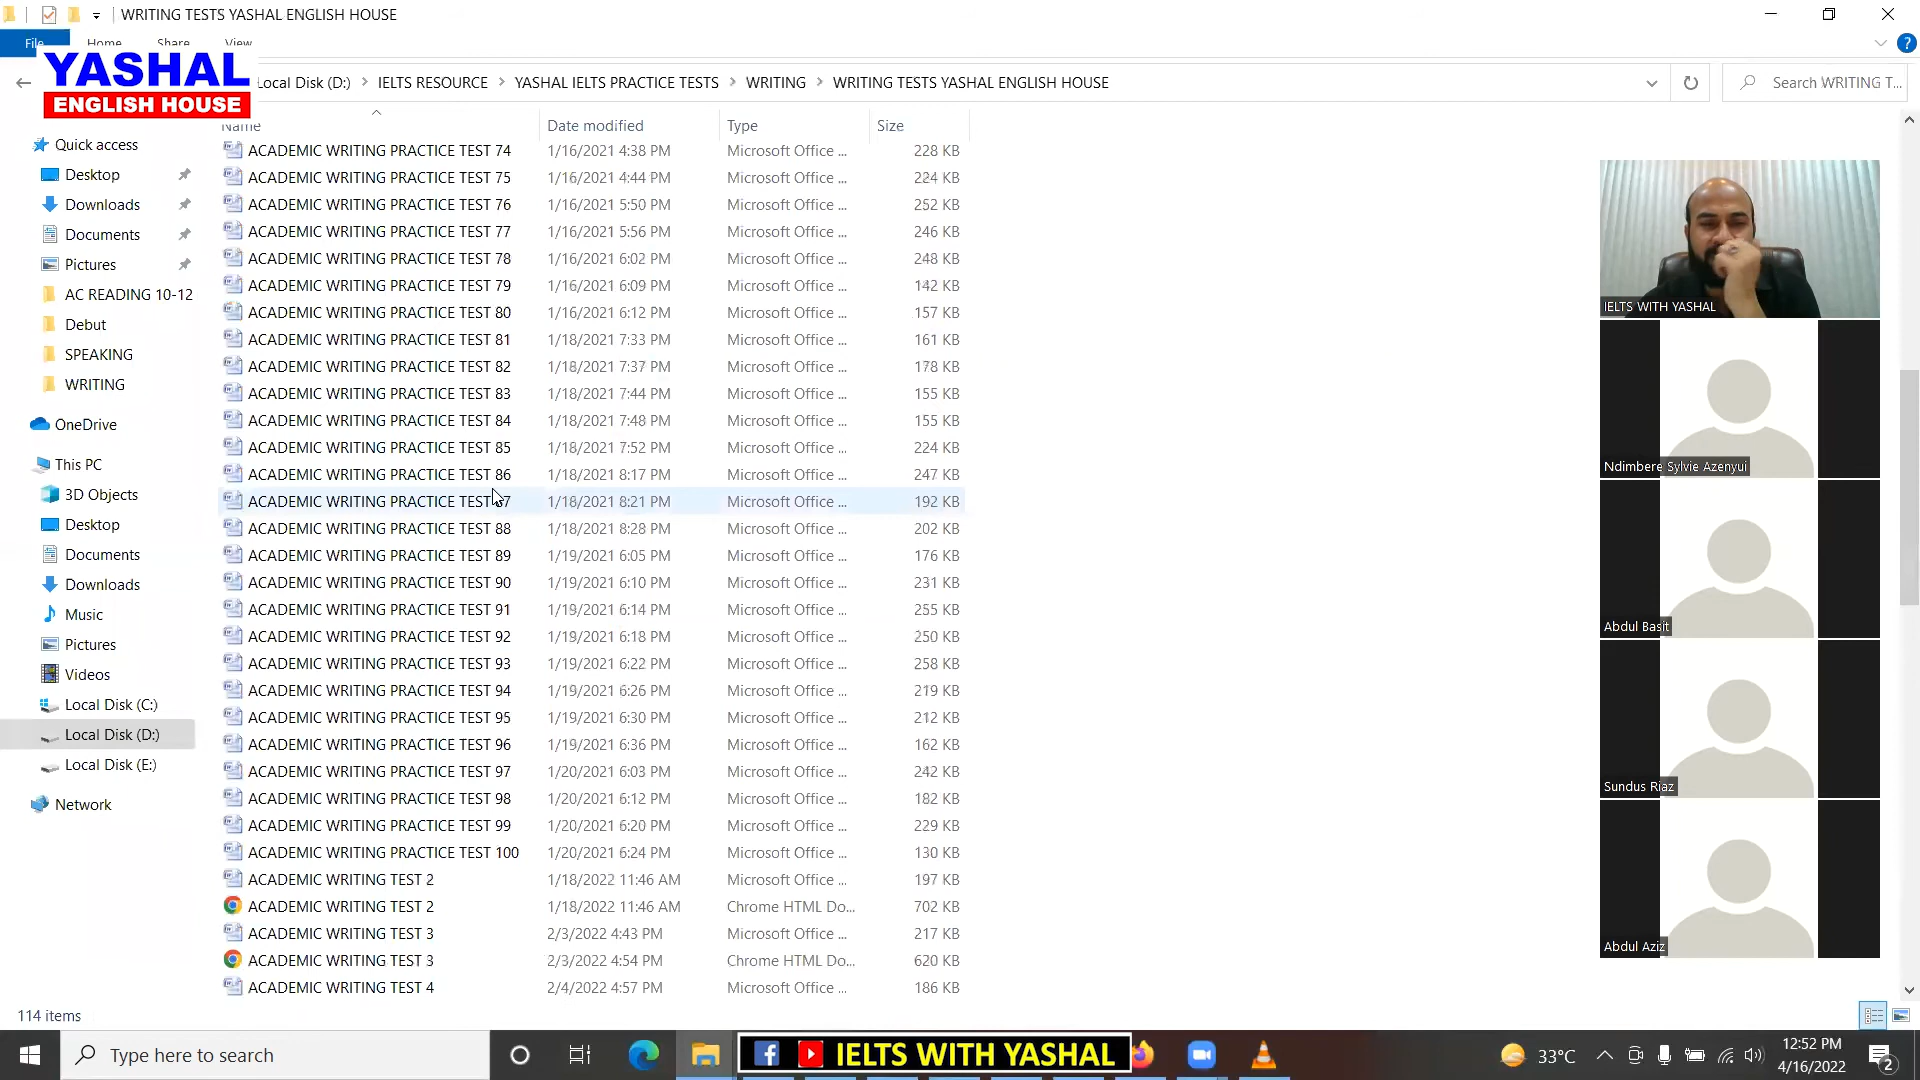 WRITING TESTS YASHAL ENGLISH HOUSE
File Home Share View
YASHAL
ENGLISH HOUSE
Local Disk (D:) IELTS RESOURCE YASHAL IELTS PRACTICE TESTS WRITING WRITING TESTS YASHAL ENGLISH HOUSE Search WRITING T...
Name Date modified Type Size
Quick access
Desktop
Downloads
Documents
Pictures
AC READING 10-12
Debut
SPEAKING
WRITING
OneDrive
This PC
3D Objects
Desktop
Documents
Downloads
Music
Pictures
Videos
Local Disk (C:)
Local Disk (D:)
Local Disk (E:)
Network
ACADEMIC WRITING PRACTICE TEST 74 1/16/2021 4:38 PM Microsoft Office ... 228 KB
ACADEMIC WRITING PRACTICE TEST 75 1/16/2021 4:44 PM Microsoft Office ... 224 KB
ACADEMIC WRITING PRACTICE TEST 76 1/16/2021 5:50 PM Microsoft Office ... 252 KB
ACADEMIC WRITING PRACTICE TEST 77 1/16/2021 5:56 PM Microsoft Office ... 246 KB
ACADEMIC WRITING PRACTICE TEST 78 1/16/2021 6:02 PM Microsoft Office ... 248 KB
ACADEMIC WRITING PRACTICE TEST 79 1/16/2021 6:09 PM Microsoft Office ... 142 KB
ACADEMIC WRITING PRACTICE TEST 80 1/16/2021 6:12 PM Microsoft Office ... 157 KB
ACADEMIC WRITING PRACTICE TEST 81 1/18/2021 7:33 PM Microsoft Office ... 161 KB
ACADEMIC WRITING PRACTICE TEST 82 1/18/2021 7:37 PM Microsoft Office ... 178 KB
ACADEMIC WRITING PRACTICE TEST 83 1/18/2021 7:44 PM Microsoft Office ... 155 KB
ACADEMIC WRITING PRACTICE TEST 84 1/18/2021 7:48 PM Microsoft Office ... 155 KB
ACADEMIC WRITING PRACTICE TEST 85 1/18/2021 7:52 PM Microsoft Office ... 224 KB
ACADEMIC WRITING PRACTICE TEST 86 1/18/2021 8:17 PM Microsoft Office ... 247 KB
ACADEMIC WRITING PRACTICE TEST 7 1/18/2021 8:21 PM Microsoft Office ... 192 KB
ACADEMIC WRITING PRACTICE TEST 88 1/18/2021 8:28 PM Microsoft Office ... 202 KB
ACADEMIC WRITING PRACTICE TEST 89 1/19/2021 6:05 PM Microsoft Office ... 176 KB
ACADEMIC WRITING PRACTICE TEST 90 1/19/2021 6:10 PM Microsoft Office ... 231 KB
ACADEMIC WRITING PRACTICE TEST 91 1/19/2021 6:14 PM Microsoft Office ... 255 KB
ACADEMIC WRITING PRACTICE TEST 92 1/19/2021 6:18 PM Microsoft Office ... 250 KB
ACADEMIC WRITING PRACTICE TEST 93 1/19/2021 6:22 PM Microsoft Office ... 258 KB
ACADEMIC WRITING PRACTICE TEST 94 1/19/2021 6:26 PM Microsoft Office ... 219 KB
ACADEMIC WRITING PRACTICE TEST 95 1/19/2021 6:30 PM Microsoft Office ... 212 KB
ACADEMIC WRITING PRACTICE TEST 96 1/19/2021 6:36 PM Microsoft Office ... 162 KB
ACADEMIC WRITING PRACTICE TEST 97 1/20/2021 6:03 PM Microsoft Office ... 242 KB
ACADEMIC WRITING PRACTICE TEST 98 1/20/2021 6:12 PM Microsoft Office ... 182 KB
ACADEMIC WRITING PRACTICE TEST 99 1/20/2021 6:20 PM Microsoft Office ... 229 KB
ACADEMIC WRITING PRACTICE TEST 100 1/20/2021 6:24 PM Microsoft Office ... 130 KB
ACADEMIC WRITING TEST 2 1/18/2022 11:46 AM Microsoft Office ... 197 KB
ACADEMIC WRITING TEST 2 1/18/2022 11:46 AM Chrome HTML Do... 702 KB
ACADEMIC WRITING TEST 3 2/3/2022 4:43 PM Microsoft Office ... 217 KB
ACADEMIC WRITING TEST 3 2/3/2022 4:54 PM Chrome HTML Do... 620 KB
ACADEMIC WRITING TEST 4 2/4/2022 4:57 PM Microsoft Office ... 186 KB
IELTS WITH YASHAL
Ndimbere Sylvie Azenyui
Abdul Basit
Sundus Riaz
Abdul Aziz
114 items
Type here to search
IELTS WITH YASHAL
33°C
12:52 PM
4/16/2022
2